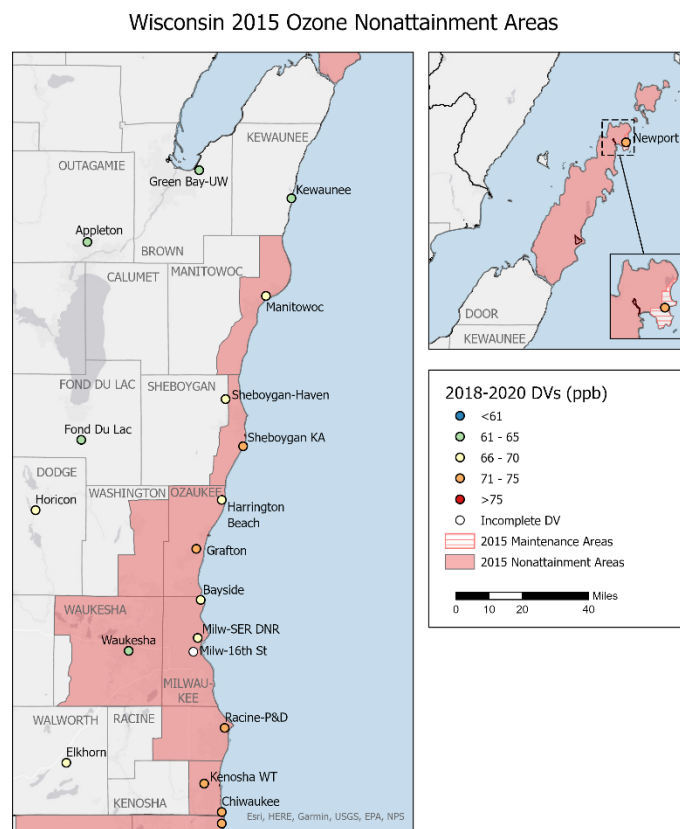 Wisconsin 2015 Ozone Nonattainment Areas
KEWAUNEE
OUTAGAMIE
Green Bay-UW
Kewaunee
Appleton
BROWN
MANITOWOC
CALUMET
Manitowoc
FOND DU LAC
SHEBOYGAN
Sheboygan-Haven
Fond Du Lac
Sheboygan KA
DODGE
WASHINGTON
OZAUKEE
Horicon
Harrington
Beach
Grafton
Bayside
WAUKESHA
Milw-SER DNR
Waukesha
Milw-16th St
MILWAU-
KEE
WALWORTH
RACINE
Racine-P&D
Elkhorn
Kenosha WT
KENOSHA
Chiwaukee
Esri, HERE, Garmin, USGS, EPA, NPS
Newport
DOOR
KEWAUNEE
2018-2020 DVs (ppb)
<61
61 - 65
66 - 70
71 - 75
>75
Incomplete DV
2015 Maintenance Areas
2015 Nonattainment Areas
Miles
0 10 20 40